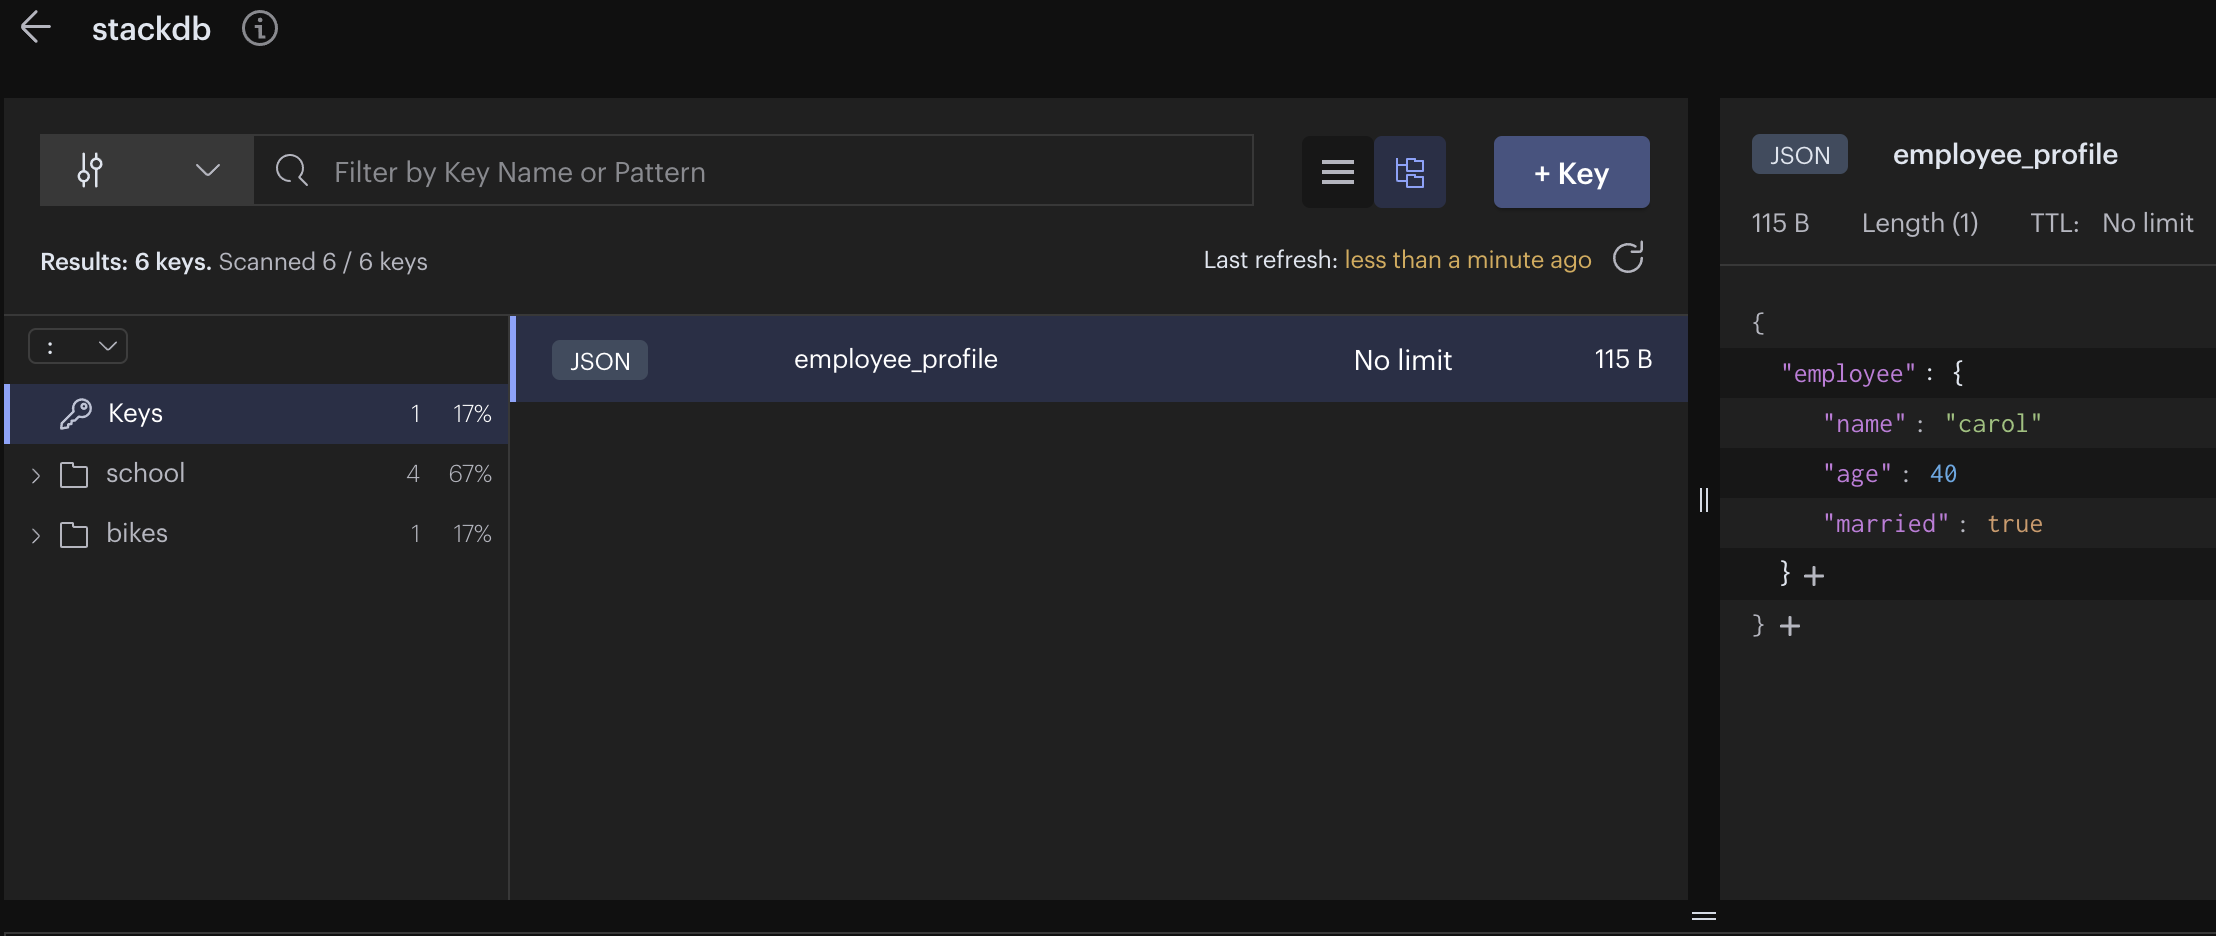 stackdb
Filter by Key Name or Pattern
+ Key
Results: 6 keys. Scanned 6 / 6 keys
Last refresh: less than a minute ago
:
Keys 1 17%
school 4 67%
bikes 1 17%
JSON employee_profile No limit 115 B
JSON employee_profile
115 B Length (1) TTL: No limit
{
"employee" : {
"name" : "carol"
"age" : 40
"married" : true
} +
} +